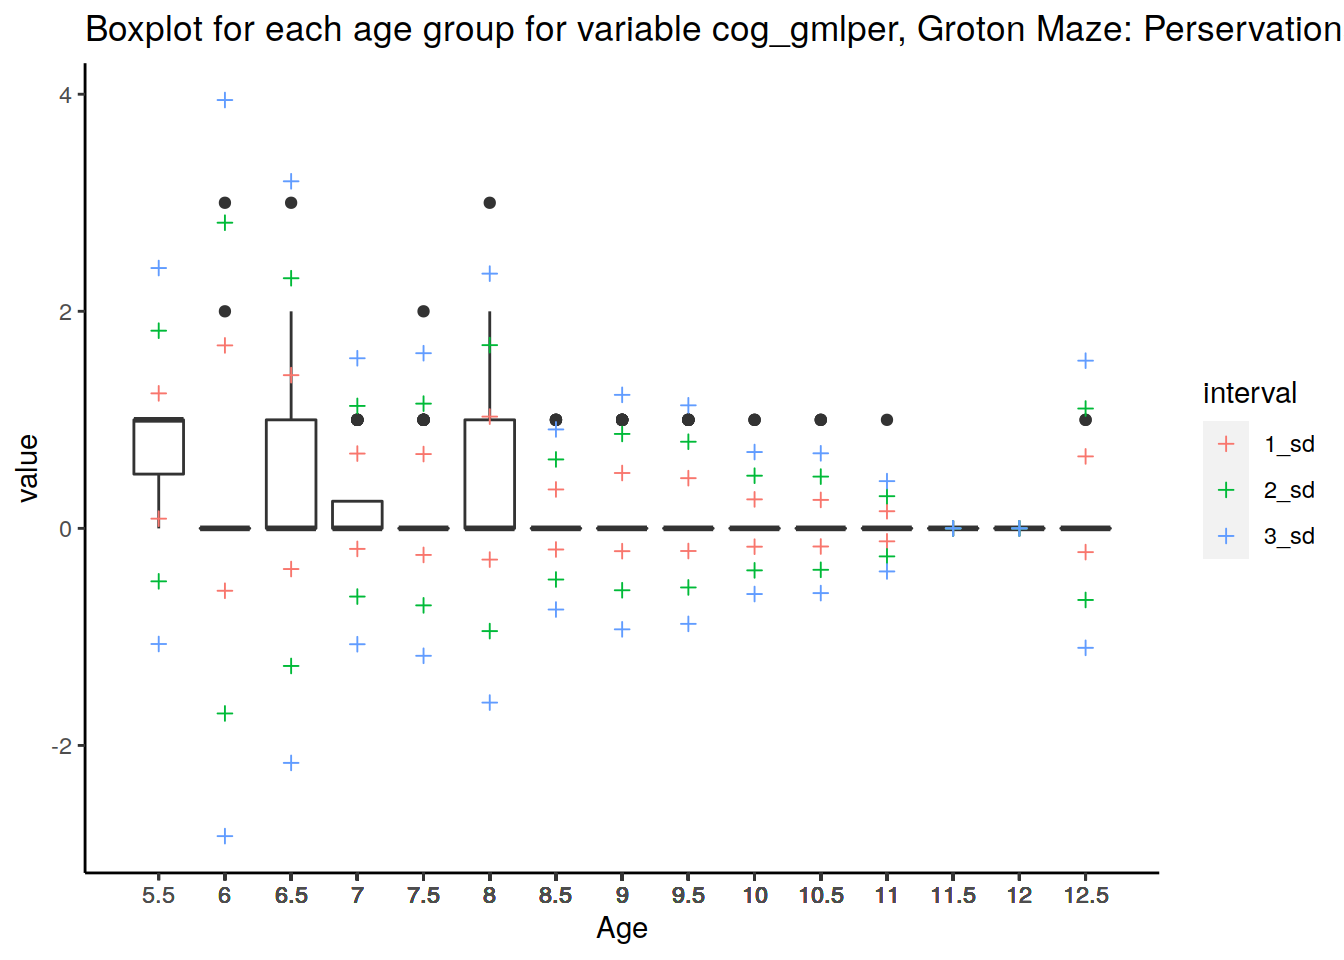 Boxplot for each age group for variable cog_gmlper, Groton Maze: Perservation
4
2
0
-2
value
5.5 6 6.5 7 7.5 8 8.5 9 9.5 10 10.5 11 11.5 12 12.5
Age
interval
1_sd
2_sd
3_sd